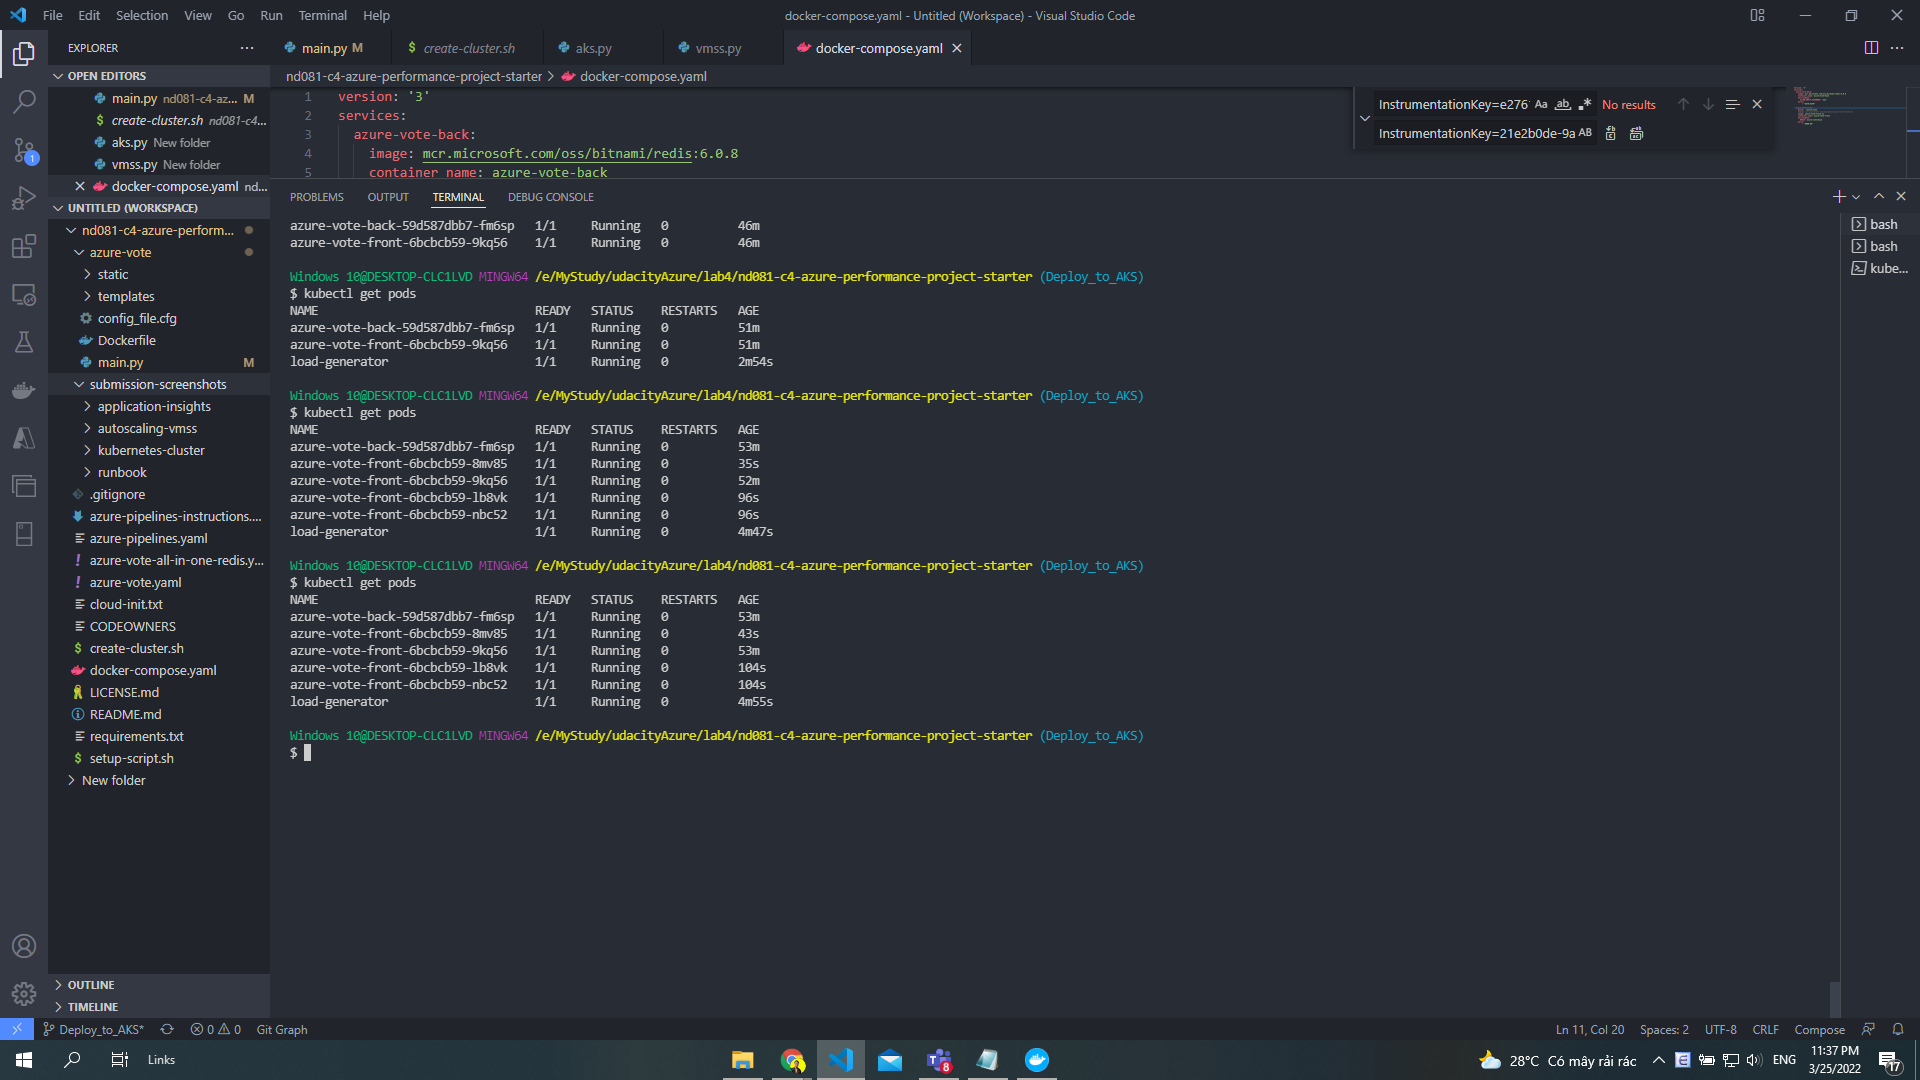 File Edit Selection View Go Run Terminal Help
docker-compose.yaml - Untitled (Workspace) - Visual Studio Code
EXPLORER
main.py M
create-cluster.sh
aks.py
vmss.py
docker-compose.yaml
OPEN EDITORS
main.py nd081-c4-az... M
create-cluster.sh nd081-c4...
aks.py New folder
vmss.py New folder
docker-compose.yaml nd...
UNTITLED (WORKSPACE)
nd081-c4-azure-perform...
azure-vote
static
templates
config_file.cfg
Dockerfile
main.py M
submission-screenshots
application-insights
autoscaling-vmss
kubernetes-cluster
runbook
.gitignore
azure-pipelines-instructions....
azure-pipelines.yaml
azure-vote-all-in-one-redis.y...
azure-vote.yaml
cloud-init.txt
CODEOWNERS
create-cluster.sh
docker-compose.yaml
LICENSE.md
README.md
requirements.txt
setup-script.sh
New folder
OUTLINE
TIMELINE
nd081-c4-azure-performance-project-starter > docker-compose.yaml
1 version: '3'
2 services:
3 azure-vote-back:
4 image: mcr.microsoft.com/oss/bitnami/redis:6.0.8
5 container_name: azure-vote-back
InstrumentationKey=e276 Aa ab .* No results
InstrumentationKey=21e2b0de-9a AB
PROBLEMS OUTPUT TERMINAL DEBUG CONSOLE
bash
bash
kube...
azure-vote-back-59d587dbb7-fm6sp 1/1 Running 0 46m
azure-vote-front-6bcbcb59-9kq56 1/1 Running 0 46m
Windows 10@DESKTOP-CLC1LVD MINGW64 /e/MyStudy/udacityAzure/lab4/nd081-c4-azure-performance-project-starter (Deploy_to_AKS)
$ kubectl get pods
NAME READY STATUS RESTARTS AGE
azure-vote-back-59d587dbb7-fm6sp 1/1 Running 0 51m
azure-vote-front-6bcbcb59-9kq56 1/1 Running 0 51m
load-generator 1/1 Running 0 2m54s
Windows 10@DESKTOP-CLC1LVD MINGW64 /e/MyStudy/udacityAzure/lab4/nd081-c4-azure-performance-project-starter (Deploy_to_AKS)
$ kubectl get pods
NAME READY STATUS RESTARTS AGE
azure-vote-back-59d587dbb7-fm6sp 1/1 Running 0 53m
azure-vote-front-6bcbcb59-8mv85 1/1 Running 0 35s
azure-vote-front-6bcbcb59-9kq56 1/1 Running 0 52m
azure-vote-front-6bcbcb59-lb8vk 1/1 Running 0 96s
azure-vote-front-6bcbcb59-nbc52 1/1 Running 0 96s
load-generator 1/1 Running 0 4m47s
Windows 10@DESKTOP-CLC1LVD MINGW64 /e/MyStudy/udacityAzure/lab4/nd081-c4-azure-performance-project-starter (Deploy_to_AKS)
$ kubectl get pods
NAME READY STATUS RESTARTS AGE
azure-vote-back-59d587dbb7-fm6sp 1/1 Running 0 53m
azure-vote-front-6bcbcb59-8mv85 1/1 Running 0 43s
azure-vote-front-6bcbcb59-9kq56 1/1 Running 0 53m
azure-vote-front-6bcbcb59-lb8vk 1/1 Running 0 104s
azure-vote-front-6bcbcb59-nbc52 1/1 Running 0 104s
load-generator 1/1 Running 0 4m55s
Windows 10@DESKTOP-CLC1LVD MINGW64 /e/MyStudy/udacityAzure/lab4/nd081-c4-azure-performance-project-starter (Deploy_to_AKS)
$
Deploy_to_AKS* 0 0 Git Graph
Ln 11, Col 20 Spaces: 2 UTF-8 CRLF Compose
Links
28°C Có mây rải rác ENG 11:37 PM
3/25/2022
17